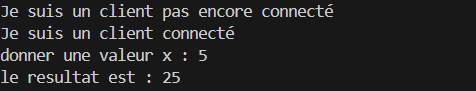 Je suis un client pas encore connecté
Je suis un client connecté
donner une valeur x : 5
le resultat est : 25